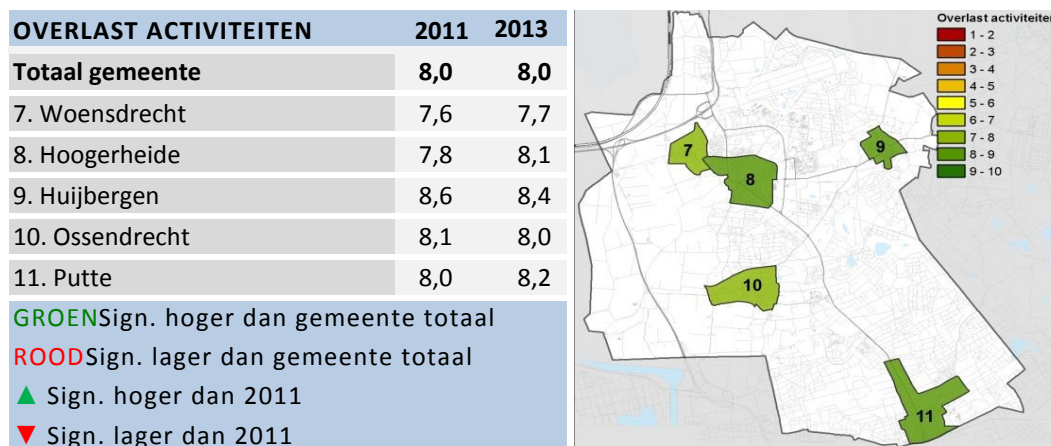 OVERLAST ACTIVITEITEN 2011 2013
Totaal gemeente 8,0 8,0
7. Woensdrecht 7,6 7,7
8. Hoogerheide 7,8 8,1
9. Huijbergen 8,6 8,4
10. Ossendrecht 8,1 8,0
11. Putte 8,0 8,2
GROENSign. hoger dan gemeente totaal
ROODSign. lager dan gemeente totaal
▲ Sign. hoger dan 2011
▼ Sign. lager dan 2011
Overlast activiteiten
1 - 2
2 - 3
3 - 4
4 - 5
5 - 6
6 - 7
7 - 8
8 - 9
9 - 10
7
8
9
10
11